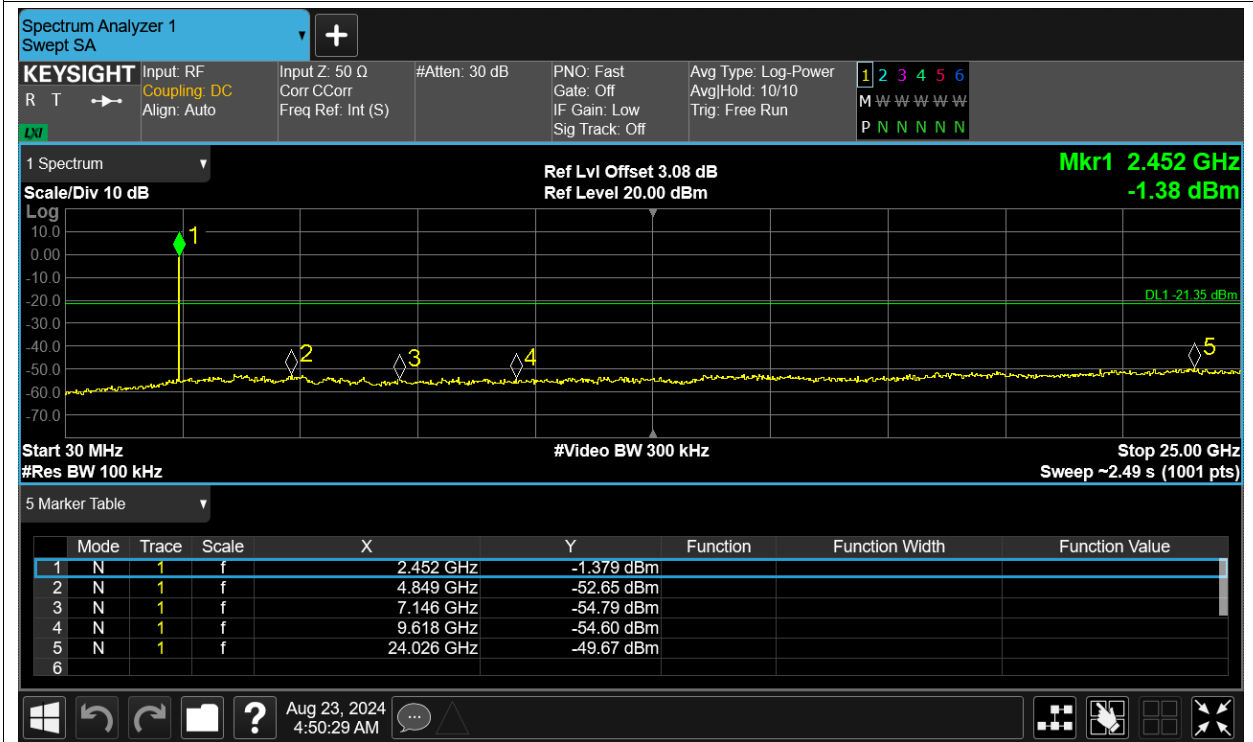 Spectrum Analyzer 1
Swept SA
KEYSIGHT
R T
LXI
Input: RF
Coupling: DC
Align: Auto
Input Z: 50 Ω
Corr CCorr
Freq Ref: Int (S)
#Atten: 30 dB
PNO: Fast
Gate: Off
IF Gain: Low
Sig Track: Off
Avg Type: Log-Power
Avg|Hold: 10/10
Trig: Free Run
1 2 3 4 5 6
M W W W W W
P N N N N N
1 Spectrum
Scale/Div 10 dB
Ref Lvl Offset 3.08 dB
Ref Level 20.00 dBm
Mkr1 2.452 GHz
-1.38 dBm
Log
10.0
0.00
-10.0
-20.0
-30.0
-40.0
-50.0
-60.0
-70.0
1
2
3
4
5
DL1 -21.35 dBm
Start 30 MHz
#Res BW 100 kHz
#Video BW 300 kHz
Stop 25.00 GHz
Sweep ~2.49 s (1001 pts)
5 Marker Table
Mode Trace Scale X Y Function Function Width Function Value
1 N 1 f 2.452 GHz -1.379 dBm
2 N 1 f 4.849 GHz -52.65 dBm
3 N 1 f 7.146 GHz -54.79 dBm
4 N 1 f 9.618 GHz -54.60 dBm
5 N 1 f 24.026 GHz -49.67 dBm
6
?
Aug 23, 2024
4:50:29 AM